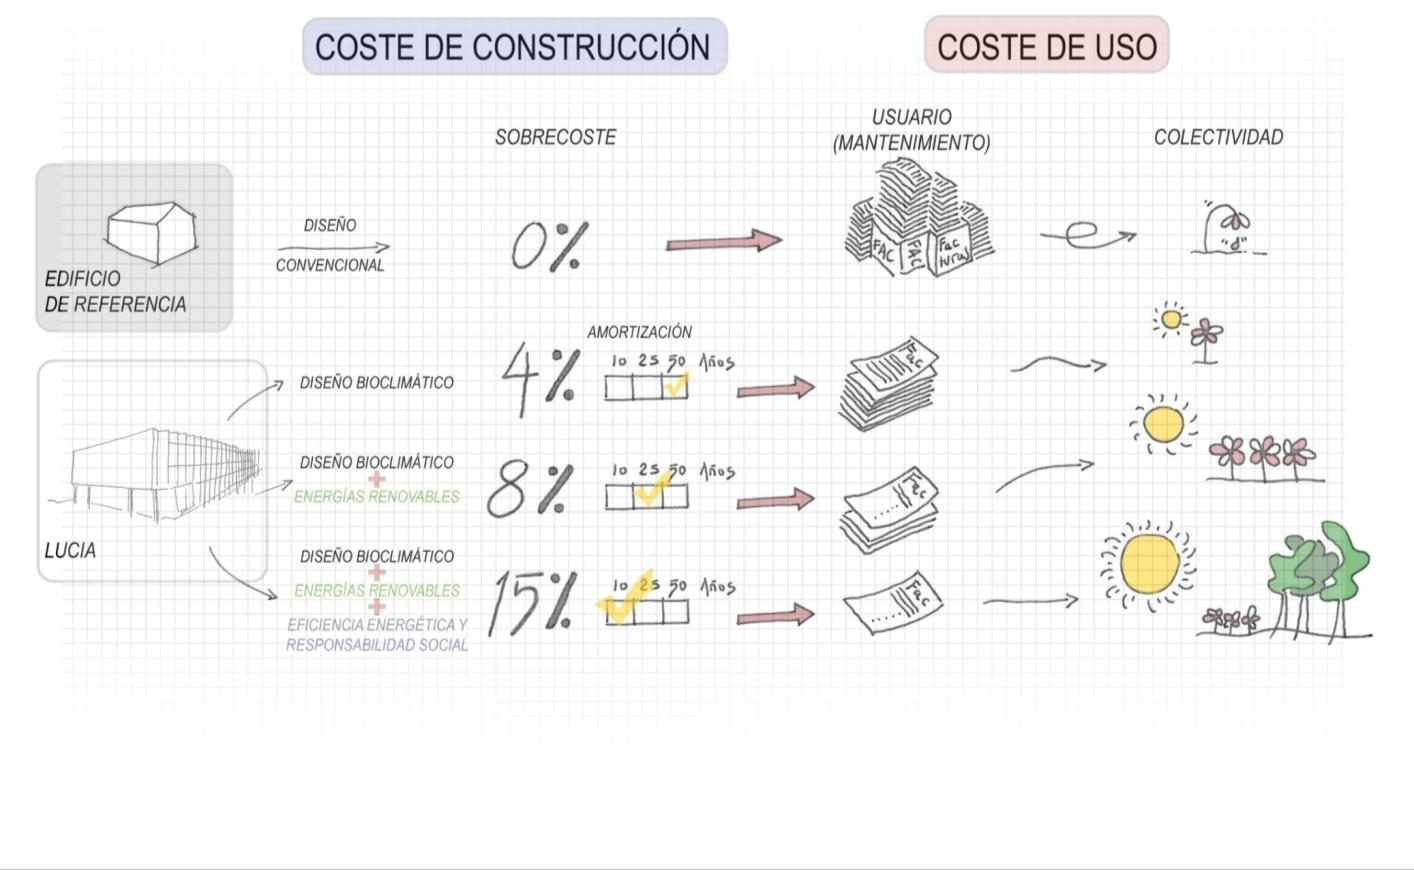 COSTE DE CONSTRUCCIÓN
COSTE DE USO
SOBRECOSTE
USUARIO
(MANTENIMIENTO)
COLECTIVIDAD
EDIFICIO
DE REFERENCIA
DISEÑO
CONVENCIONAL
0%
FAC
FAC
Fac
turas
AMORTIZACIÓN
LUCIA
DISEÑO BIOCLIMÁTICO
4%
10 25 50 Años
Fac
DISEÑO BIOCLIMÁTICO
+
ENERGÍAS RENOVABLES
8%
10 25 50 Años
Fac
DISEÑO BIOCLIMÁTICO
+
ENERGÍAS RENOVABLES
+
EFICIENCIA ENERGÉTICA Y
RESPONSABILIDAD SOCIAL
15%
10 25 50 Años
Fac